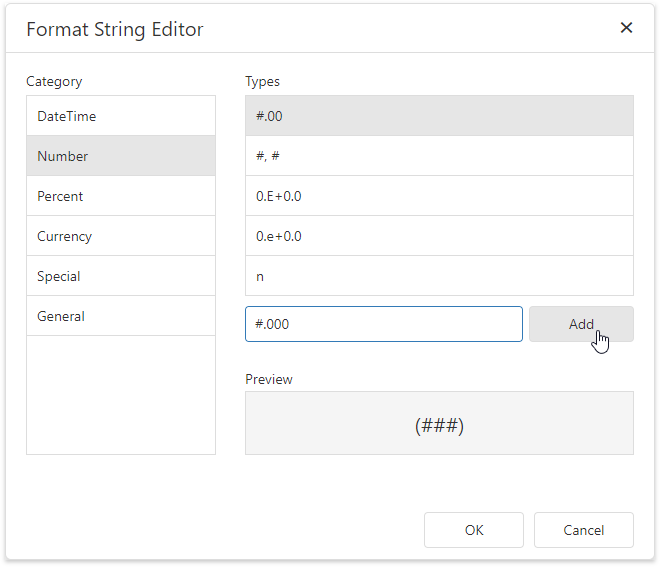 Format String Editor
Category
DateTime
Number
Percent
Currency
Special
General
Types
#.00
#, #
0.E+0.0
0.e+0.0
n
#.000
Add
Preview
(###)
OK
Cancel